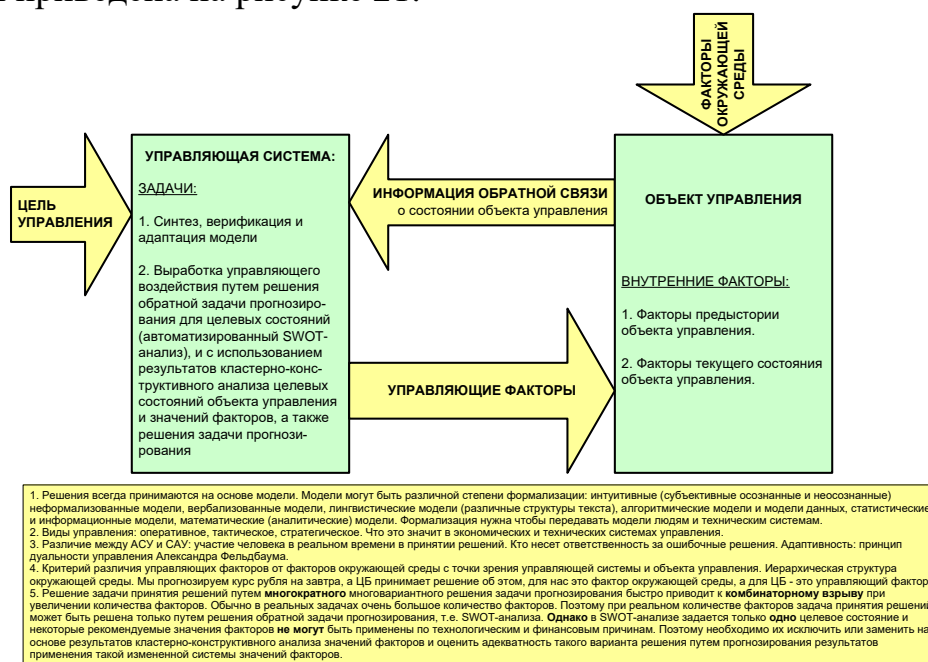 приведена на рисунке
ФАКТОРЫ
ОКРУЖАЮЩЕЙ
СРЕДЫ
ЦЕЛЬ
УПРАВЛЕНИЯ
УПРАВЛЯЮЩАЯ СИСТЕМА:
ЗАДАЧИ:
1. Синтез, верификация и
адаптация модели
2. Выработка управляющего
воздействия путем решения
обратной задачи прогнозиро-
вания для целевых состояний
(автоматизированный SWOT-
анализ), и с использованием
результатов кластерно-конс-
труктивного анализа целевых
состояний объекта управления
и значений факторов, а также
решения задачи прогнози-
рования
ИНФОРМАЦИЯ ОБРАТНОЙ СВЯЗИ
о состоянии объекта управления
УПРАВЛЯЮЩИЕ ФАКТОРЫ
ОБЪЕКТ УПРАВЛЕНИЯ
ВНУТРЕННИЕ ФАКТОРЫ:
1. Факторы предыстории
объекта управления.
2. Факторы текущего состояния
объекта управления.
1. Решения всегда принимаются на основе модели. Модели могут быть различной степени формализации: интуитивные (субъективные осознанные и неосознанные)
неформализованные модели, вербализованные модели, лингвистические модели (различные структуры текста), алгоритмические модели и модели данных, статистические
и информационные модели, математические (аналитические) модели. Формализация нужна чтобы передавать модели людям и техническим системам.
2. Виды управления: оперативное, тактическое, стратегическое. Что это значит в экономических и технических системах управления.
3. Различие между АСУ и САУ: участие человека в реальном времени в принятии решений. Кто несет ответственность за ошибочные решения. Адаптивность: принцип
дуальности управления Александра Фельдбаума.
4. Критерий различия управляющих факторов от факторов окружающей среды с точки зрения управляющей системы и объекта управления. Иерархическая структура
окружающей среды. Мы прогнозируем курс рубля на завтра, а ЦБ принимает решение об этом, для нас это фактор окружающей среды, а для ЦБ - это управляющий фактор
5. Решение задачи принятия решений путем многократного многовариантного решения задачи прогнозирования быстро приводит к комбинаторному взрыву при
увеличении количества факторов. Обычно в реальных задачах очень большое количество факторов. Поэтому при реальном количестве факторов задача принятия решений
может быть решена только путем решения обратной задачи прогнозирования, т.е. SWOT-анализа. Однако в SWOT-анализе задается только одно целевое состояние и
некоторые рекомендуемые значения факторов не могут быть применены по технологическим и финансовым причинам. Поэтому необходимо их исключить или заменить на
основе результатов кластерно-конструктивного анализа значений факторов и оценить адекватность такого варианта решения путем прогнозирования результатов
применения такой измененной системы значений факторов.